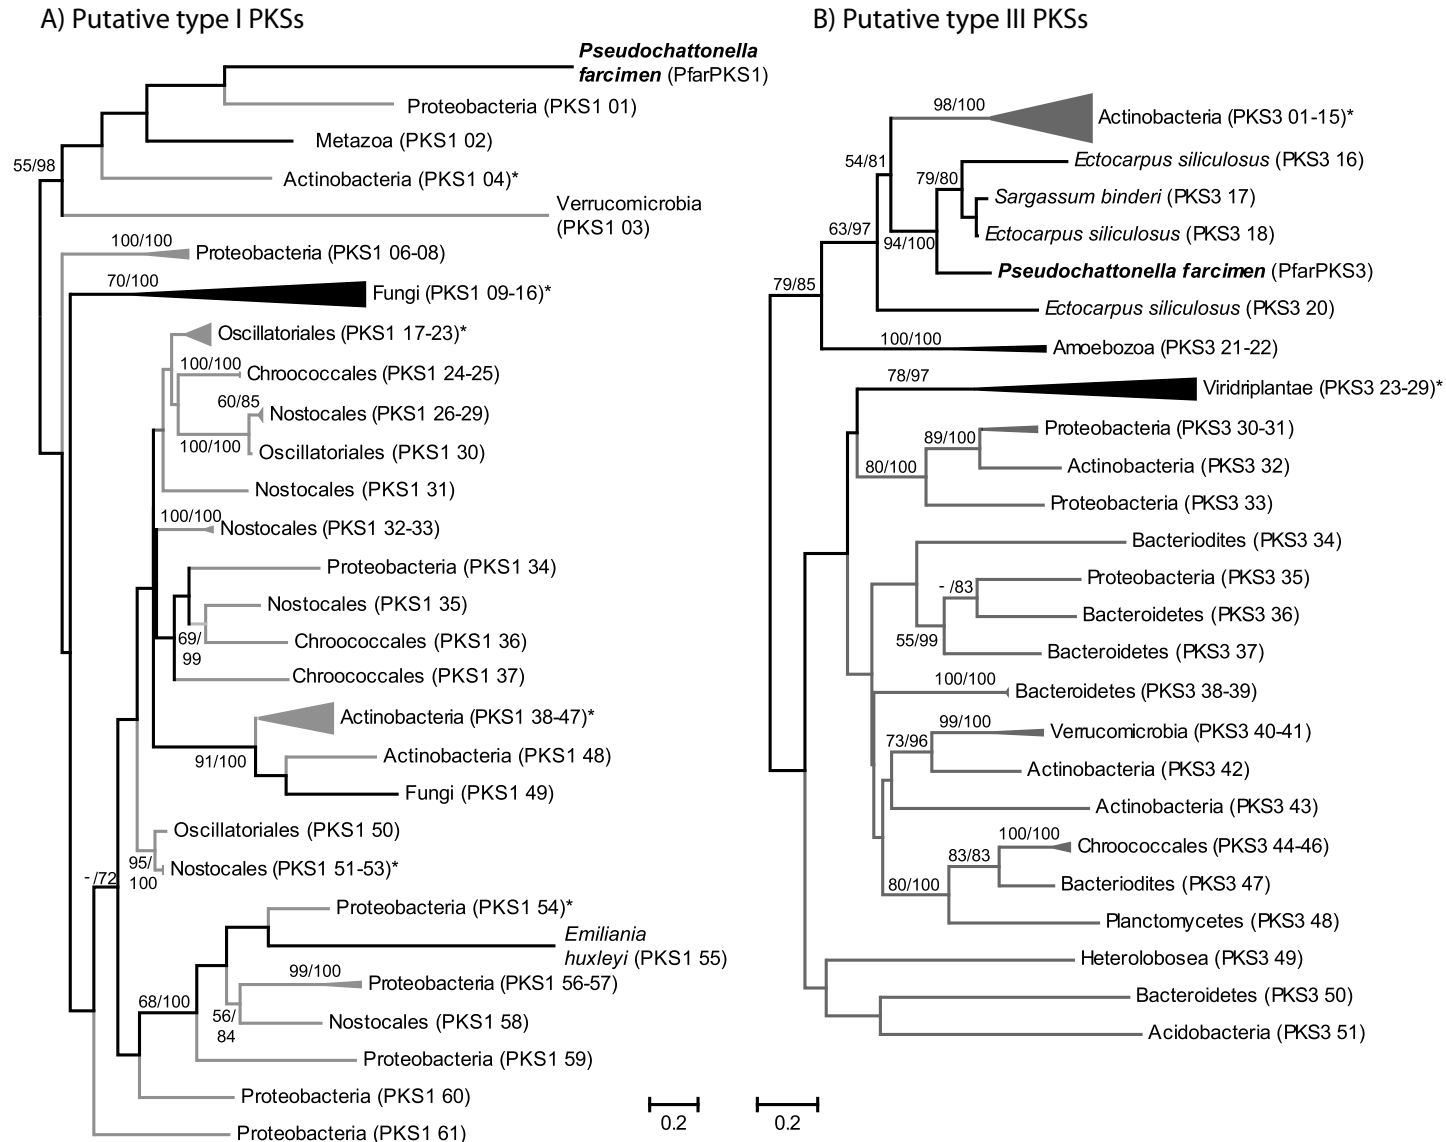 A) Putative type I PKSs
Pseudochattonella
farcimen (PfarPKS1)
Proteobacteria (PKS1 01)
Metazoa (PKS1 02)
55/98
Actinobacteria (PKS1 04)*
Verrucomicrobia
(PKS1 03)
100/100
Proteobacteria (PKS1 06-08)
70/100
Fungi (PKS1 09-16)*
Oscillatoriales (PKS1 17-23)*
100/100
Chroococcales (PKS1 24-25)
60/85
Nostocales (PKS1 26-29)
100/100
Oscillatoriales (PKS1 30)
Nostocales (PKS1 31)
100/100
Nostocales (PKS1 32-33)
Proteobacteria (PKS1 34)
Nostocales (PKS1 35)
69/
99
Chroococcales (PKS1 36)
Chroococcales (PKS1 37)
Actinobacteria (PKS1 38-47)*
91/100
Actinobacteria (PKS1 48)
Fungi (PKS1 49)
Oscillatoriales (PKS1 50)
95/
100
Nostocales (PKS1 51-53)*
- /72
Proteobacteria (PKS1 54)*
Emiliania
huxleyi (PKS1 55)
99/100
Proteobacteria (PKS1 56-57)
68/100
56/
84
Nostocales (PKS1 58)
Proteobacteria (PKS1 59)
Proteobacteria (PKS1 60)
Proteobacteria (PKS1 61)
0.2
B) Putative type III PKSs
98/100
Actinobacteria (PKS3 01-15)*
54/81
Ectocarpus siliculosus (PKS3 16)
79/80
Sargassum binderi (PKS3 17)
63/97
94/100
Ectocarpus siliculosus (PKS3 18)
Pseudochattonella farcimen (PfarPKS3)
79/85
Ectocarpus siliculosus (PKS3 20)
100/100
Amoebozoa (PKS3 21-22)
78/97
Viridriplantae (PKS3 23-29)*
Proteobacteria (PKS3 30-31)
89/100
Actinobacteria (PKS3 32)
80/100
Proteobacteria (PKS3 33)
Bacteriodites (PKS3 34)
Proteobacteria (PKS3 35)
- /83
Bacteroidetes (PKS3 36)
55/99
Bacteroidetes (PKS3 37)
100/100
Bacteroidetes (PKS3 38-39)
99/100
Verrucomicrobia (PKS3 40-41)
73/96
Actinobacteria (PKS3 42)
Actinobacteria (PKS3 43)
100/100
Chroococcales (PKS3 44-46)
83/83
Bacteriodites (PKS3 47)
80/100
Planctomycetes (PKS3 48)
Heterolobosea (PKS3 49)
Bacteroidetes (PKS3 50)
Acidobacteria (PKS3 51)
0.2